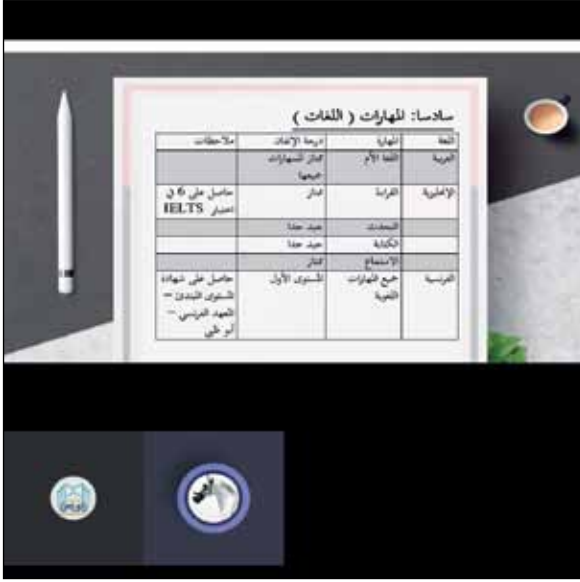 سادسا: المهارات ( اللغات )
اللغة المهارة درجة الإتقان ملاحظات
العربية اللغة الأم ممتاز للمهارات
جميعها
الإنجليزية القراءة ممتاز حاصل على 6 في
اختبار IELTS
التحدث جيد جدا
الكتابة جيد جدا
الاستماع ممتاز
الفرنسية جميع المهارات المستوى الأول حاصل على شهادة
اللغوية المستوى المبتدئ –
المعهد الفرنسي –
أبو ظبي